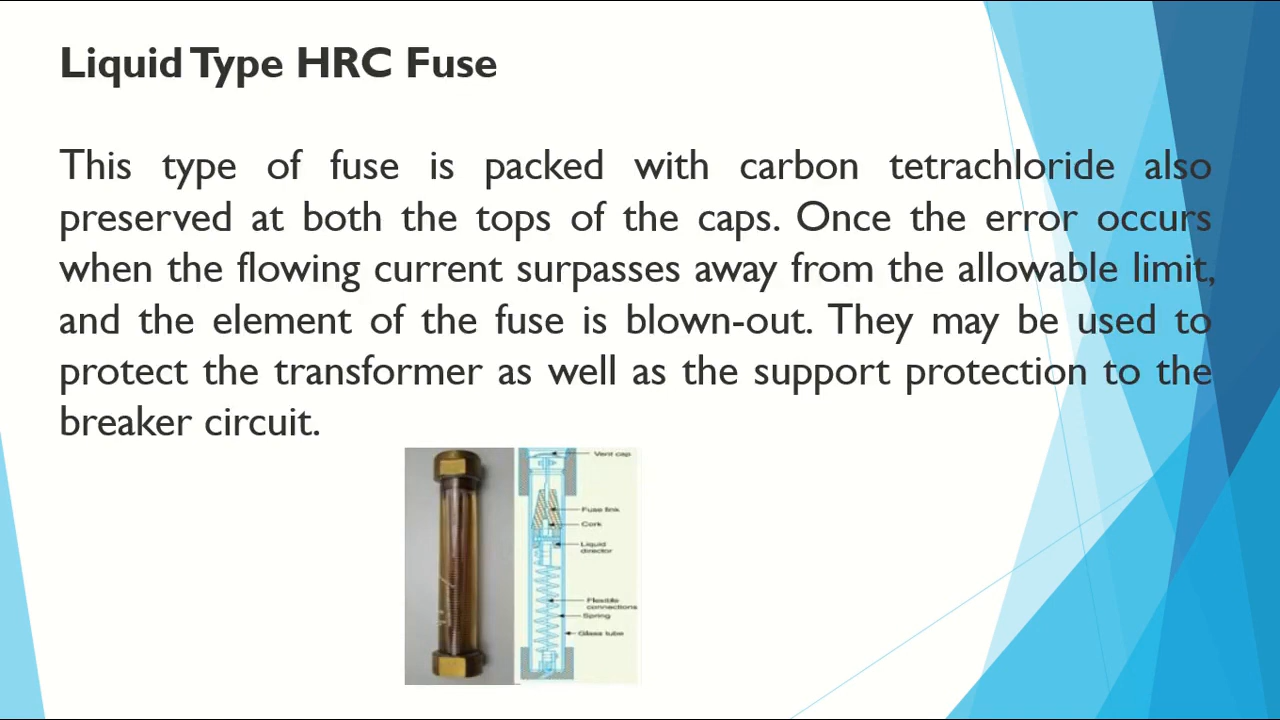 Liquid Type HRC Fuse
This type of fuse is packed with carbon tetrachloride also
preserved at both the tops of the caps. Once the error occurs
when the flowing current surpasses away from the allowable limit,
and the element of the fuse is blown-out. They may be used to
protect the transformer as well as the support protection to the
breaker circuit.
Vent cap
Fuse link
Cork
Liquid
director
Flexible
connections
Spring
Glass tube